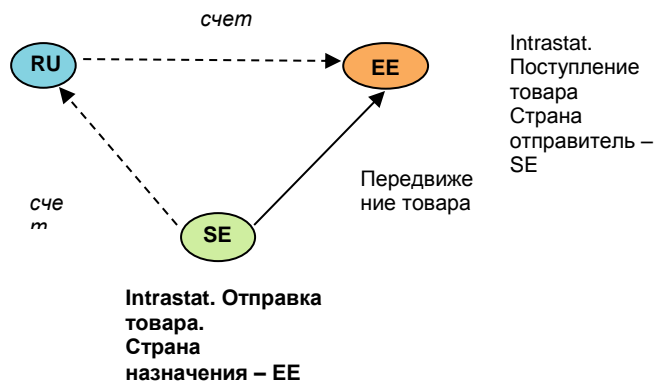 счет
RU
EE
Intrastat.
Поступление
товара
Страна
отправитель –
SE
Передвиже
ние товара
сче
т
SE
Intrastat. Отправка
товара.
Страна
назначения – EE